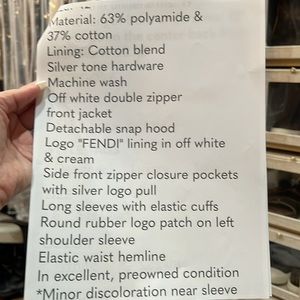 Material: 63% polyamide &
37% cotton
Lining: Cotton blend
Silver tone hardware
Machine wash
Off white double zipper
front jacket
Detachable snap hood
Logo "FENDI" lining in off white
& cream
Side front zipper closure pockets
with silver logo pull
Long sleeves with elastic cuffs
Round rubber logo patch on left
shoulder sleeve
Elastic waist hemline
In excellent, preowned condition
*Minor discoloration near sleeve